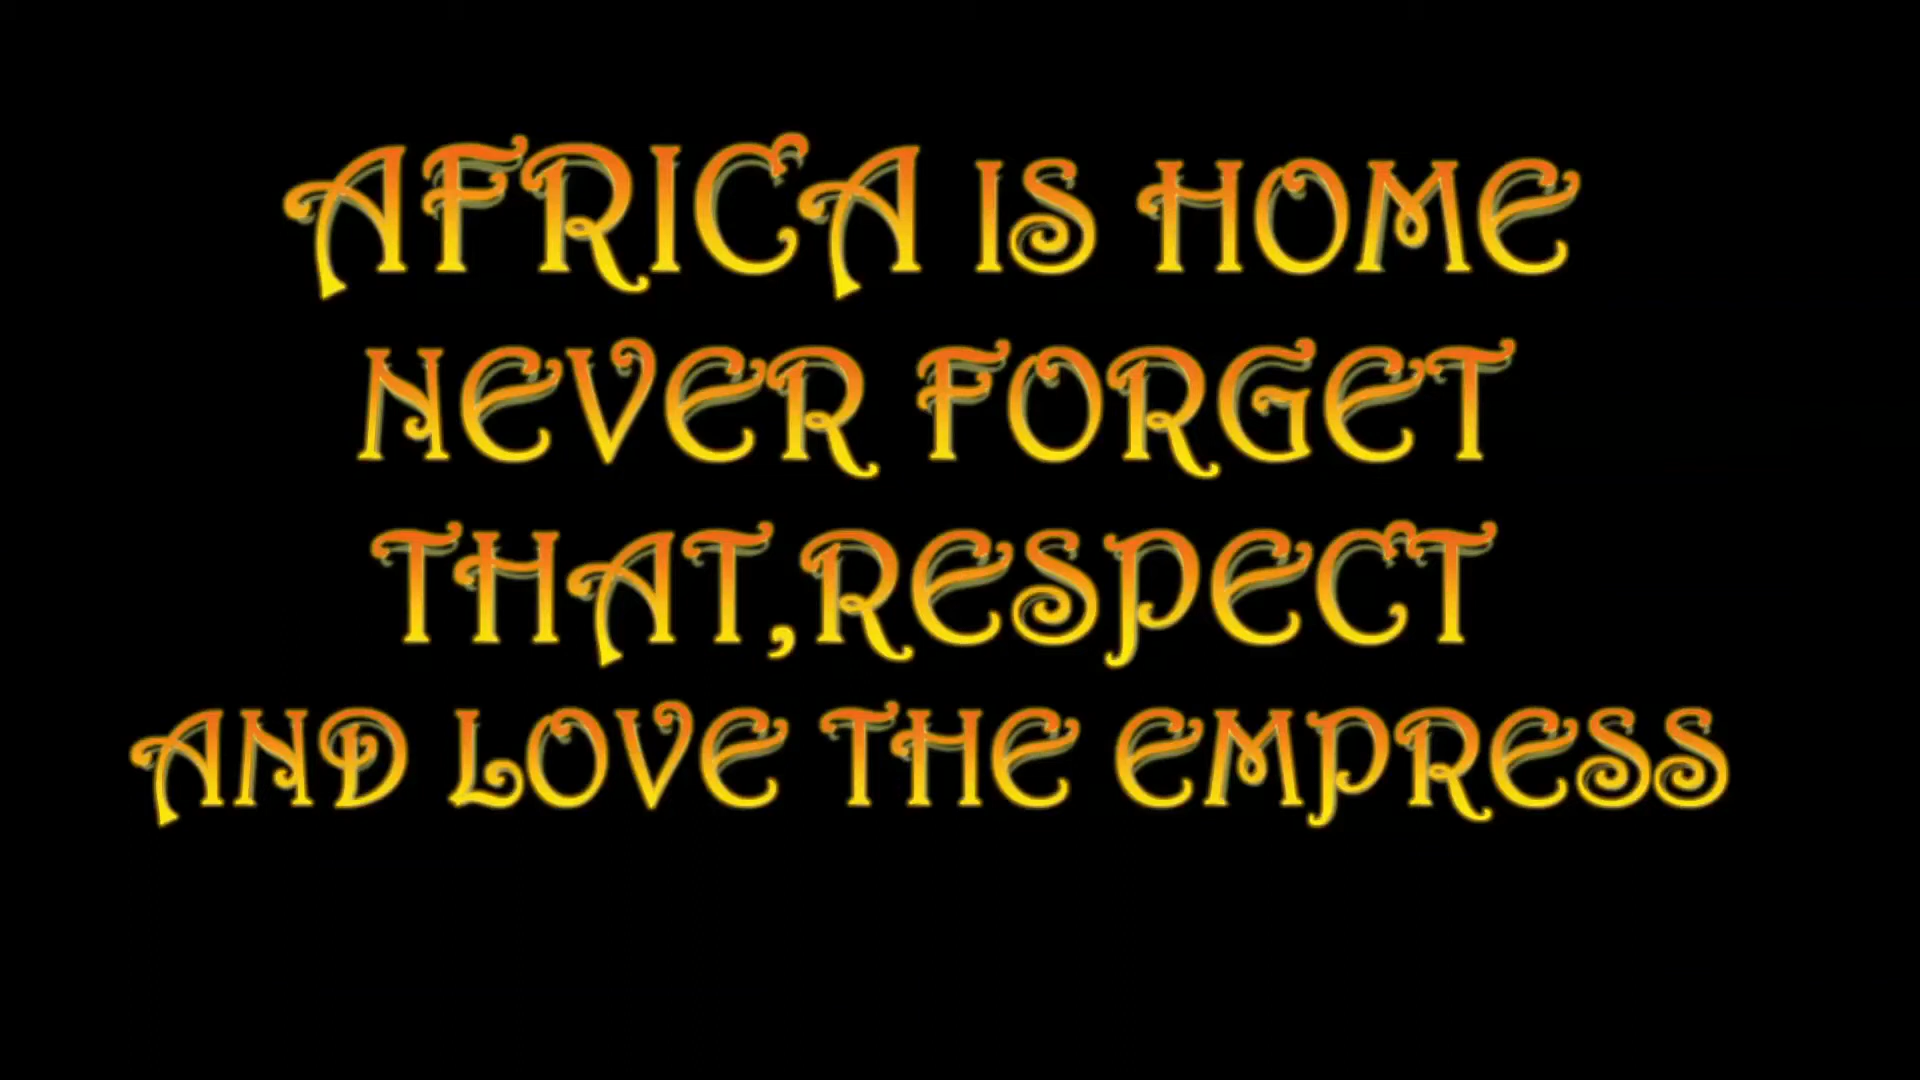 AFRICA IS HOME
NEVER FORGET
THAT,RESPECT
AND LOVE THE EMPRESS